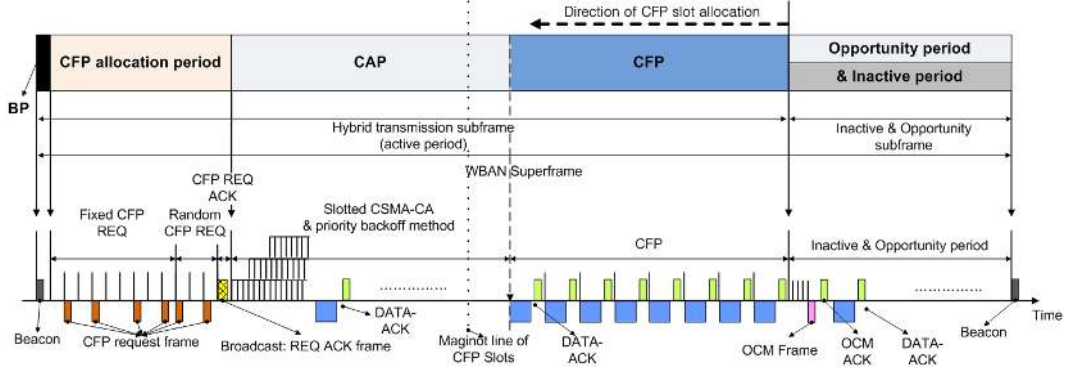 Direction of CFP slot allocation
CFP allocation period
CAP
CFP
Opportunity period
& Inactive period
BP
Hybrid transmission subframe
(active period)
Inactive & Opportunity
subframe
WBAN Superframe
CFP REQ
ACK
Fixed CFP
REQ
Random
CFP REQ
Slotted CSMA-CA
& priority backoff method
CFP
Inactive & Opportunity period
Time
Beacon
CFP request frame
Broadcast: REQ ACK frame
DATA-
ACK
Maginot line of
CFP Slots
DATA-
ACK
OCM Frame
OCM
ACK
DATA-
ACK
Beacon